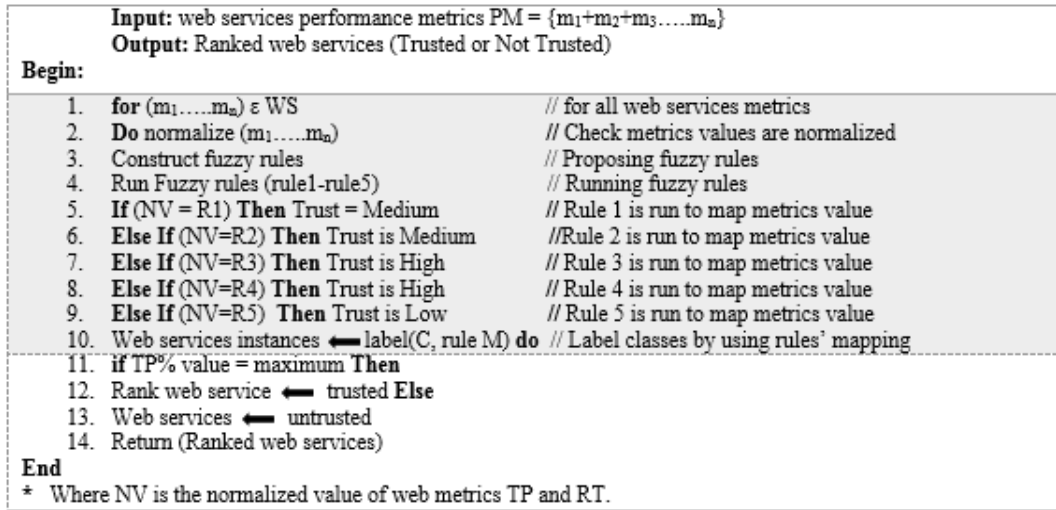 Input: web services performance metrics PM = {m₁+m₂+m₃…..mₙ}
Output: Ranked web services (Trusted or Not Trusted)
Begin:
1. for (m₁…..mₙ) ε WS // for all web services metrics
2. Do normalize (m₁…..mₙ) // Check metrics values are normalized
3. Construct fuzzy rules // Proposing fuzzy rules
4. Run Fuzzy rules (rule1-rule5) // Running fuzzy rules
5. If (NV = R1) Then Trust = Medium // Rule 1 is run to map metrics value
6. Else If (NV=R2) Then Trust is Medium //Rule 2 is run to map metrics value
7. Else If (NV=R3) Then Trust is High // Rule 3 is run to map metrics value
8. Else If (NV=R4) Then Trust is High // Rule 4 is run to map metrics value
9. Else If (NV=R5) Then Trust is Low // Rule 5 is run to map metrics value
10. Web services instances ← label(C, rule M) do // Label classes by using rules’ mapping
11. if TP% value = maximum Then
12. Rank web service ← trusted Else
13. Web services ← untrusted
14. Return (Ranked web services)
End
* Where NV is the normalized value of web metrics TP and RT.